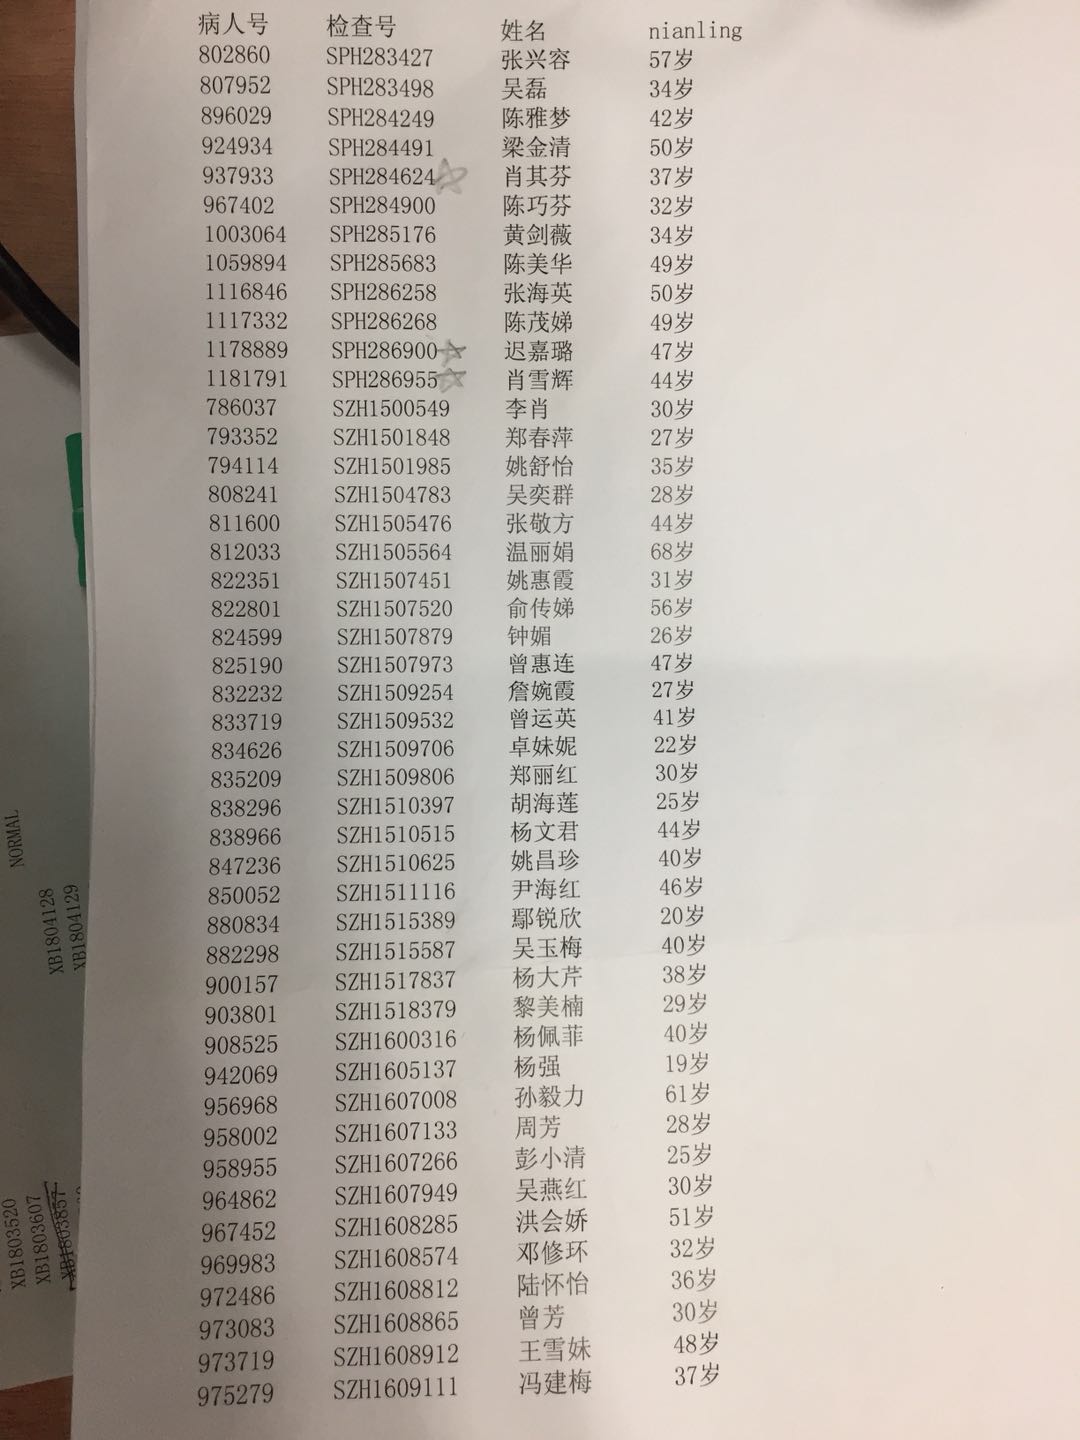 病人号 检查号 姓名 nianling
802860 SPH283427 张兴容 57岁
807952 SPH283498 吴磊 34岁
896029 SPH284249 陈雅梦 42岁
924934 SPH284491 梁金清 50岁
937933 SPH284624 肖其芬 37岁
967402 SPH284900 陈巧芬 32岁
1003064 SPH285176 黄剑薇 34岁
1059894 SPH285683 陈美华 49岁
1116846 SPH286258 张海英 50岁
1117332 SPH286268 陈茂娣 49岁
1178889 SPH286900 迟嘉璐 47岁
1181791 SPH286955 肖雪辉 44岁
786037 SZH1500549 李肖 30岁
793352 SZH1501848 郑春萍 27岁
794114 SZH1501985 姚舒怡 35岁
808241 SZH1504783 吴奕群 28岁
811600 SZH1505476 张敬方 44岁
812033 SZH1505564 温丽娟 68岁
822351 SZH1507451 姚惠霞 31岁
822801 SZH1507520 俞传娣 56岁
824599 SZH1507879 钟媚 26岁
825190 SZH1507973 曾惠连 47岁
832232 SZH1509254 詹婉霞 27岁
833719 SZH1509532 曾运英 41岁
834626 SZH1509706 卓妹妮 22岁
835209 SZH1509806 郑丽红 30岁
838296 SZH1510397 胡海莲 25岁
838966 SZH1510515 杨文君 44岁
847236 SZH1510625 姚昌珍 40岁
850052 SZH1511116 尹海红 46岁
880834 SZH1515389 鄢锐欣 20岁
882298 SZH1515587 吴玉梅 40岁
900157 SZH1517837 杨大芹 38岁
903801 SZH1518379 黎美楠 29岁
908525 SZH1600316 杨佩菲 40岁
942069 SZH1605137 杨强 19岁
956968 SZH1607008 孙毅力 61岁
958002 SZH1607133 周芳 28岁
958955 SZH1607266 彭小清 25岁
964862 SZH1607949 吴燕红 30岁
967452 SZH1608285 洪会娇 51岁
969983 SZH1608574 邓修环 32岁
972486 SZH1608812 陆怀怡 36岁
973083 SZH1608865 曾芳 30岁
973719 SZH1608912 王雪妹 48岁
975279 SZH1609111 冯建梅 37岁
NORMAL
XB1804128
XB1804129
XB1803520
XB1803607
XB1803857